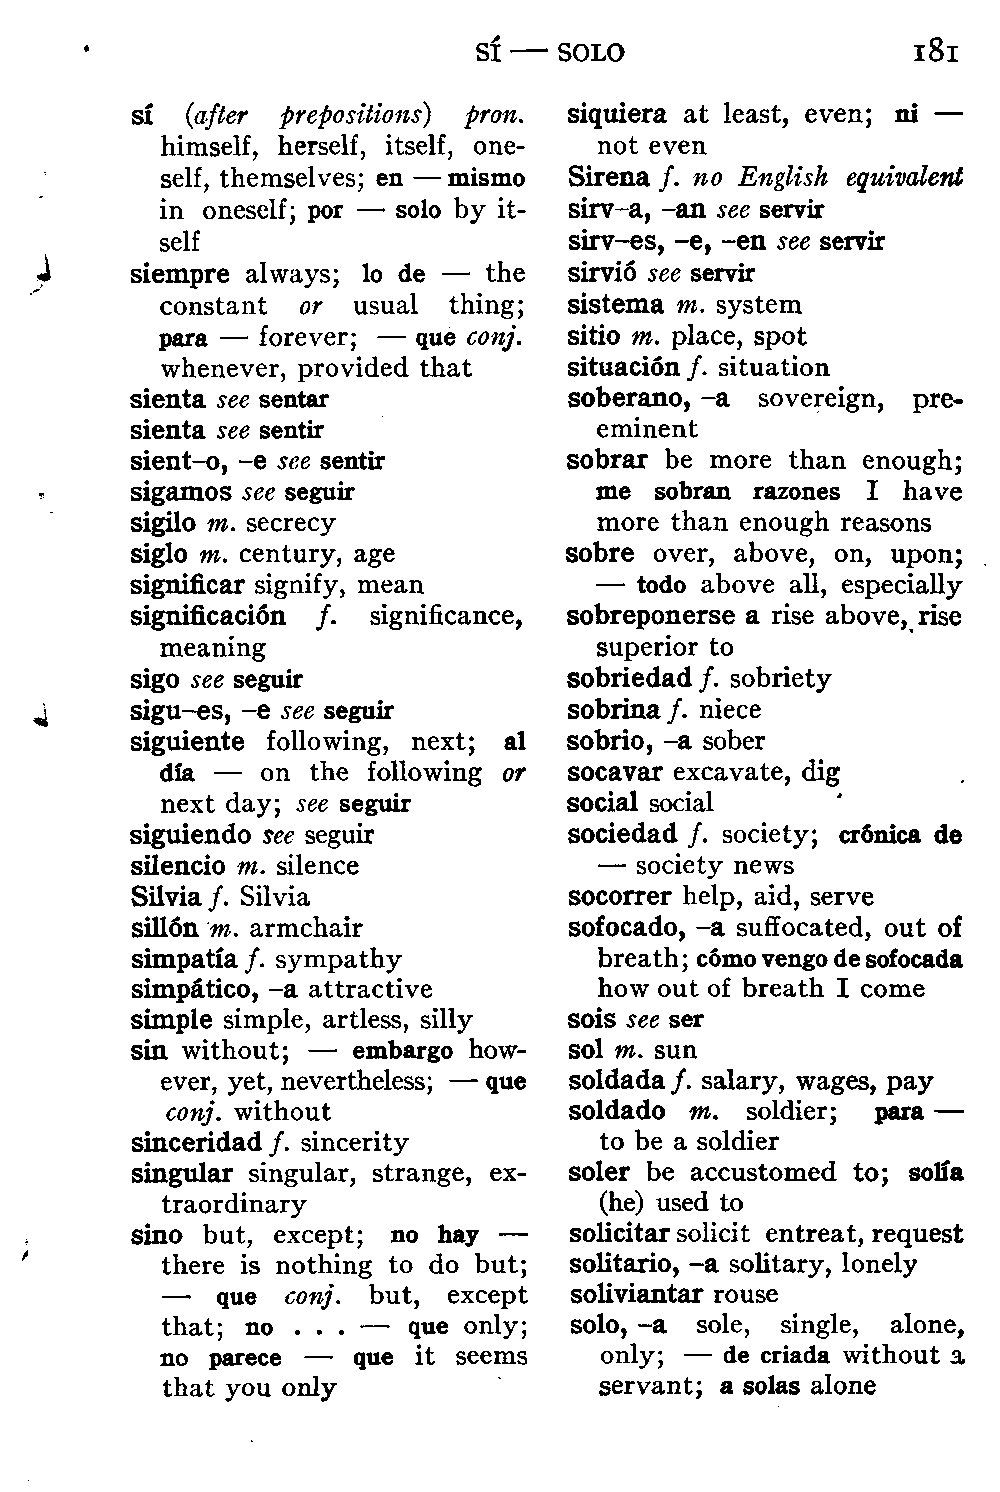 SÍ — SOLO 181
sí (after prepositions) pron.
himself, herself, itself, one-
self, themselves; en — mismo
in oneself; por — solo by it-
self
siempre always; lo de — the
constant or usual thing;
para — forever; — que conj.
whenever, provided that
sienta see sentar
sienta see sentir
sient–o, –e see sentir
sigamos see seguir
sigilo m. secrecy
siglo m. century, age
significar signify, mean
significación f. significance,
meaning
sigo see seguir
sigu–es, –e see seguir
siguiente following, next; al
día — on the following or
next day; see seguir
siguiendo see seguir
silencio m. silence
Silvia f. Silvia
sillón m. armchair
simpatía f. sympathy
simpático, –a attractive
simple simple, artless, silly
sin without; — embargo how-
ever, yet, nevertheless; — que
conj. without
sinceridad f. sincerity
singular singular, strange, ex-
traordinary
sino but, except; no hay —
there is nothing to do but;
— que conj. but, except
that; no . . . — que only;
no parece — que it seems
that you only
siquiera at least, even; ni —
not even
Sirena f. no English equivalent
sirv–a, –an see servir
sirv–es, –e, –en see servir
sirvió see servir
sistema m. system
sitio m. place, spot
situación f. situation
soberano, –a sovereign, pre-
eminent
sobrar be more than enough;
me sobran razones I have
more than enough reasons
sobre over, above, on, upon;
— todo above all, especially
sobreponerse a rise above, rise
superior to
sobriedad f. sobriety
sobrina f. niece
sobrio, –a sober
socavar excavate, dig
social social
sociedad f. society; crónica de
— society news
socorrer help, aid, serve
sofocado, –a suffocated, out of
breath; cómo vengo de sofocada
how out of breath I come
sois see ser
sol m. sun
soldada f. salary, wages, pay
soldado m. soldier; para —
to be a soldier
soler be accustomed to; solía
(he) used to
solicitar solicit entreat, request
solitario, –a solitary, lonely
soliviantar rouse
solo, –a sole, single, alone,
only; — de criada without a
servant; a solas alone